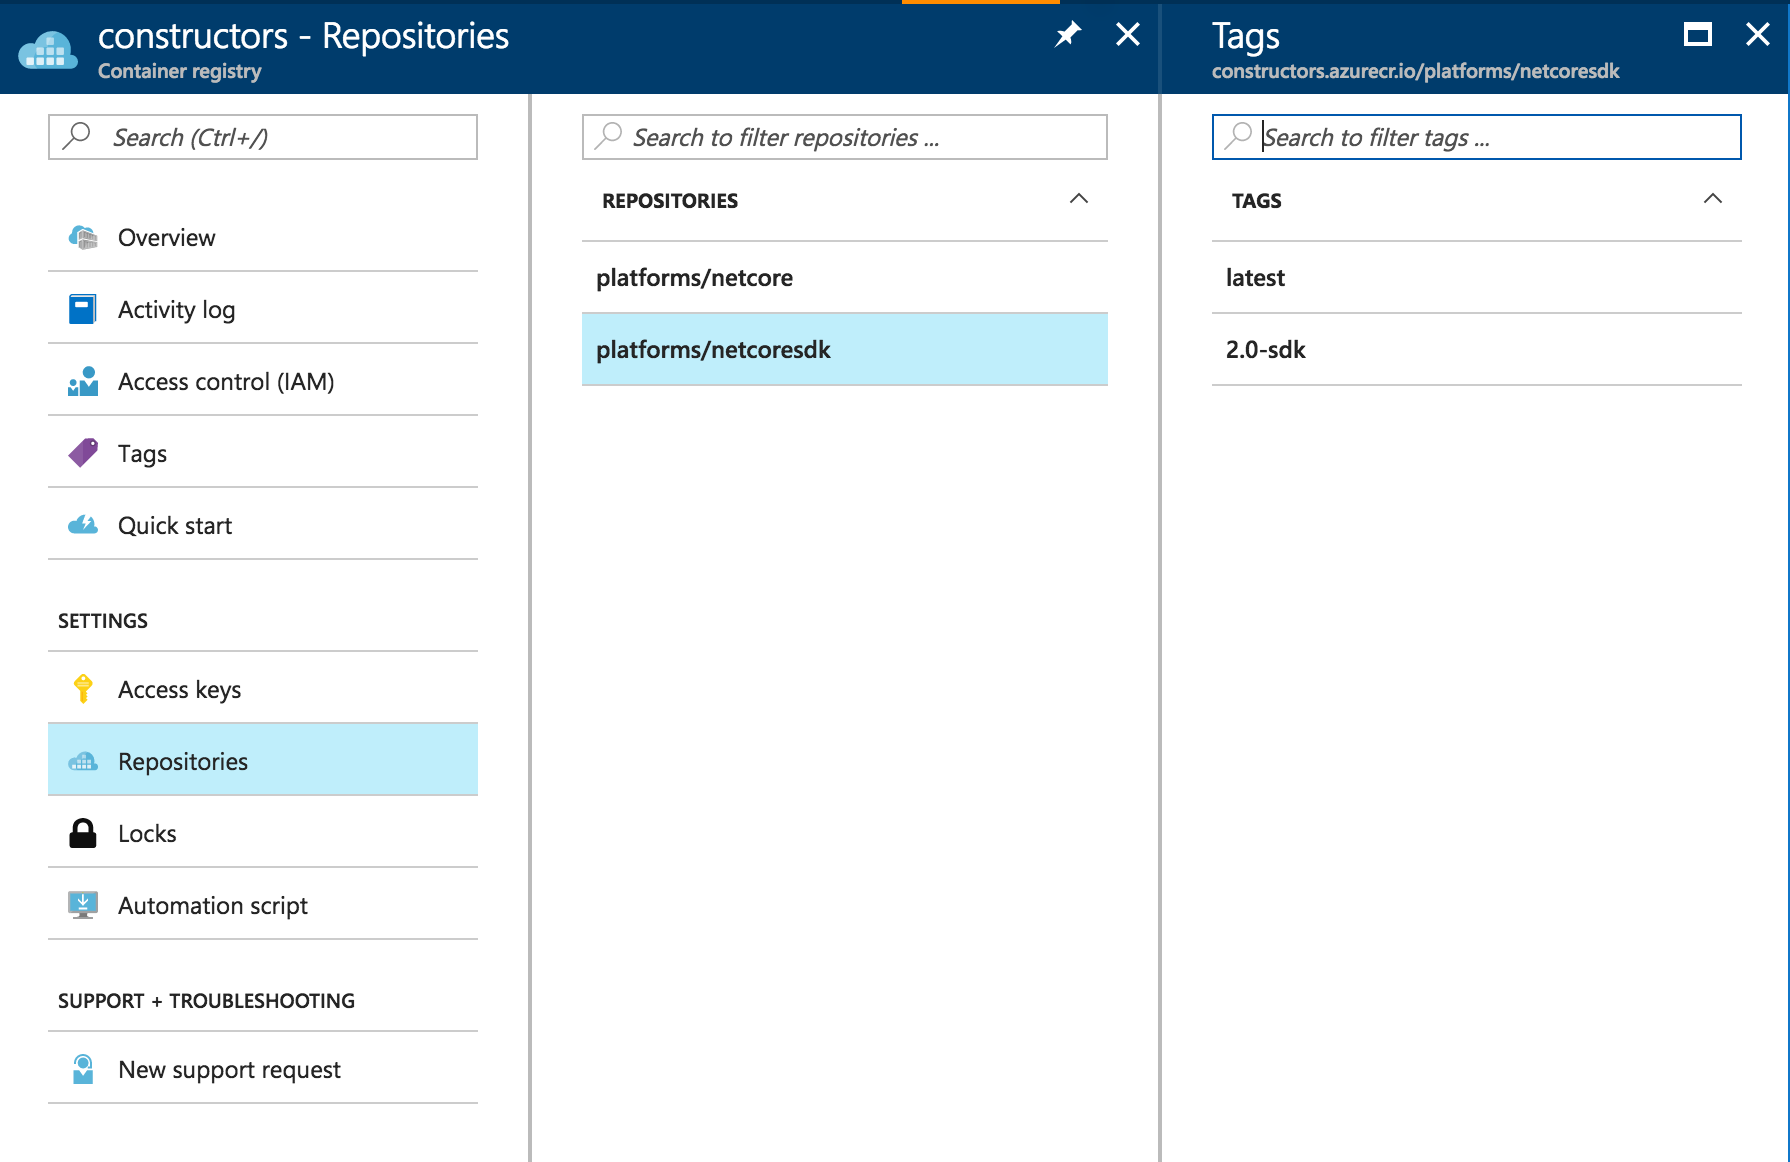 constructors - Repositories
Container registry
Search (Ctrl+/)
Overview
Activity log
Access control (IAM)
Tags
Quick start
SETTINGS
Access keys
Repositories
Locks
Automation script
SUPPORT + TROUBLESHOOTING
New support request
Search to filter repositories ...
REPOSITORIES
platforms/netcore
platforms/netcoresdk
Tags
constructors.azurecr.io/platforms/netcoresdk
Search to filter tags ...
TAGS
latest
2.0-sdk